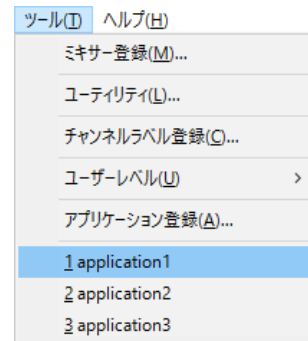 ツール(T) ヘルプ(H)
ミキサー登録(M)...
ユーティリティ(L)...
チャンネルラベル登録(C)...
ユーザーレベル(U) >
アプリケーション登録(A)...
1 application1
2 application2
3 application3